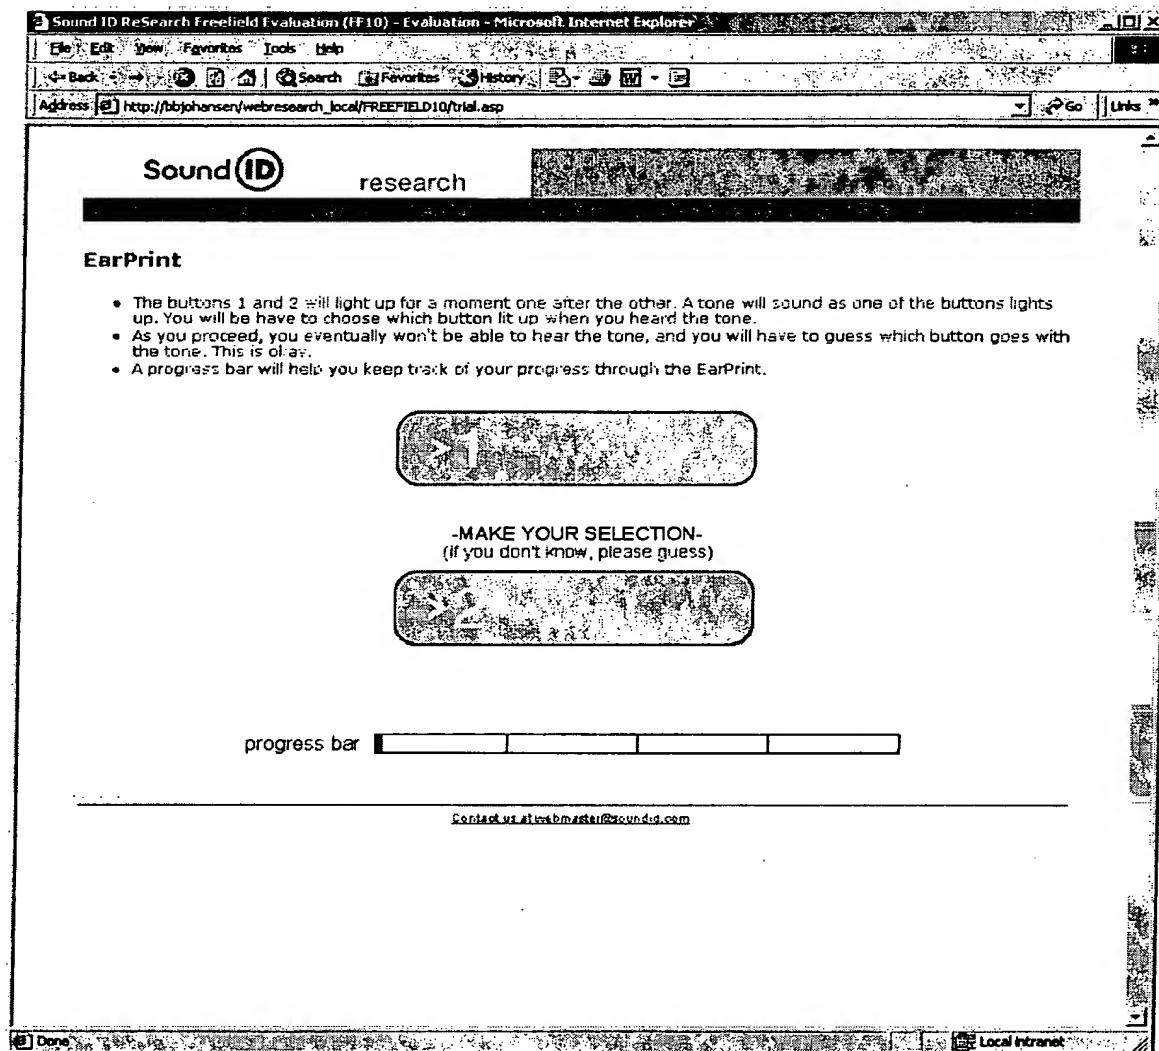 Sound ID ReSearch Freefield Evaluation (FF10) - Evaluation - Microsoft Internet Explorer
File Edit View Favorites Tools Help
Back Search Favorites History
Address http://bbjohansen/webresearch_local/FREEFIELD10/trial.asp Go Links »
Sound ID research
EarPrint
• The buttons 1 and 2 will light up for a moment one after the other. A tone will sound as one of the buttons lights
up. You will be have to choose which button lit up when you heard the tone.
• As you proceed, you eventually won't be able to hear the tone, and you will have to guess which button goes with
the tone. This is okay.
• A progress bar will help you keep track of your progress through the EarPrint.
>1
-MAKE YOUR SELECTION-
(if you don't know, please guess)
>2
progress bar
Contact us at webmaster@soundid.com
Done Local intranet